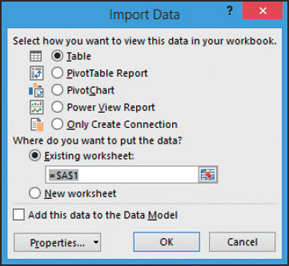 Import Data
?
Select how you want to view this data in your workbook.
Table
PivotTable Report
PivotChart
Power View Report
Only Create Connection
Where do you want to put the data?
Existing worksheet:
=$A$1
New worksheet
Add this data to the Data Model
Properties...
OK
Cancel